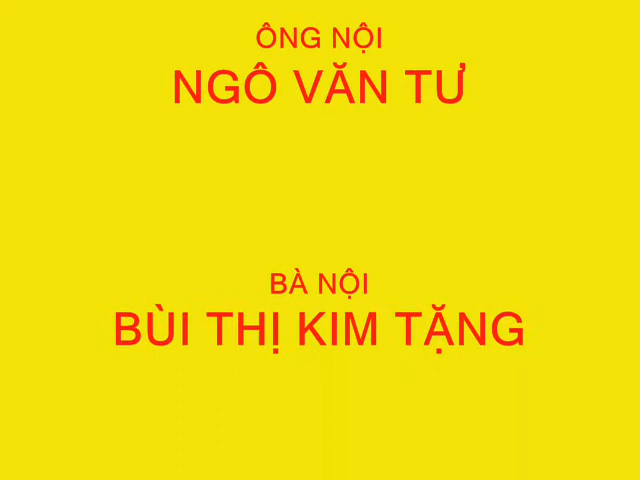 ÔNG NỘI
NGÔ VĂN TƯ
BÀ NỘI
BÙI THỊ KIM TẶNG